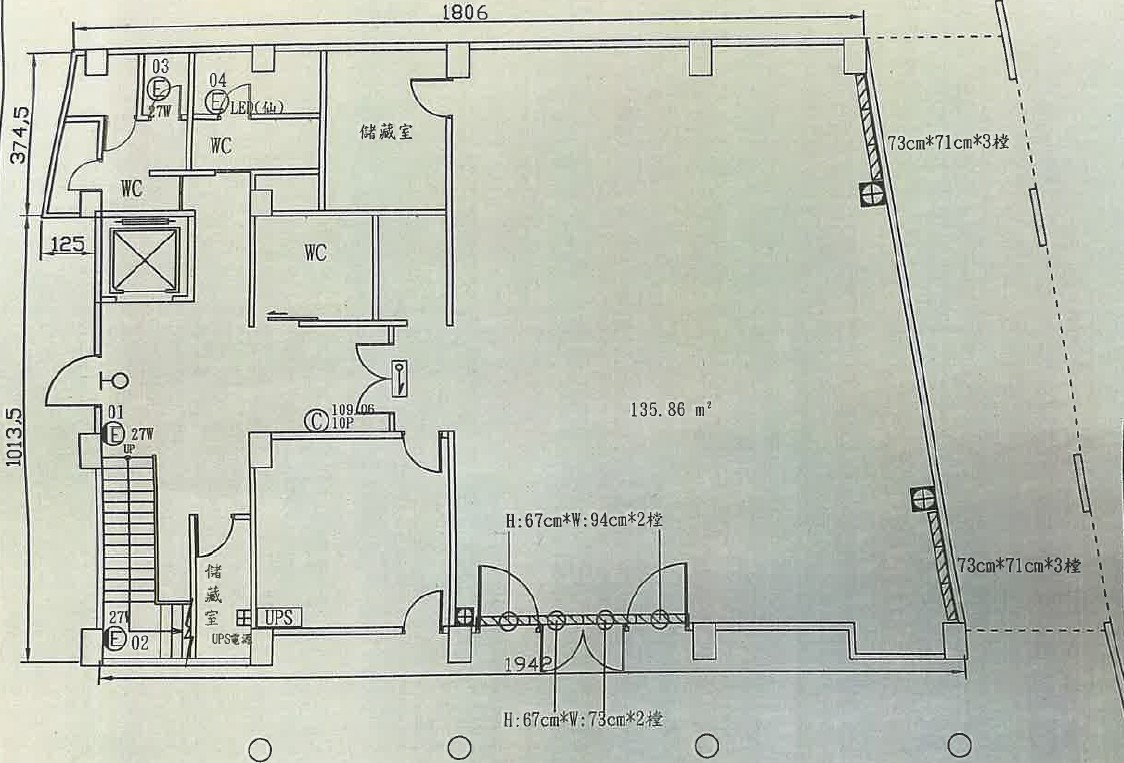 1806
03
04
27W
LED(仙)
儲藏室
WC
73cm*71cm*3樘
374,5
WC
125
WC
109.06
10P
C
135.86 m²
01
E 27W
UP
1013,5
H:67cm*W:94cm*2樘
儲藏室
73cm*71cm*3樘
27W
E 02
UPS
UPS電源
1942
H:67cm*W:73cm*2樘